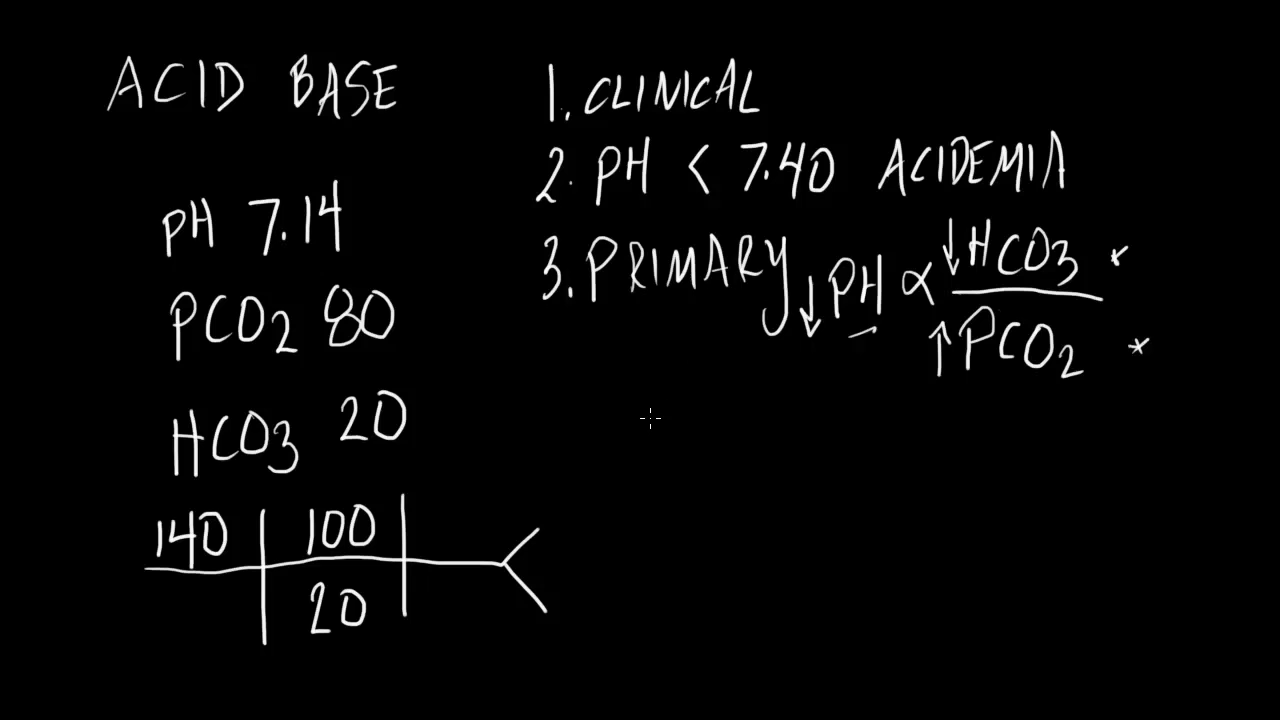 ACID BASE
PH 7.14
PCO2 80
HCO3 20
140 100
20
1. CLINICAL
2. PH < 7.40 ACIDEMIA
3. PRIMARY ↓ PH ∝ ↓ HCO3 *
↑ PCO2 *